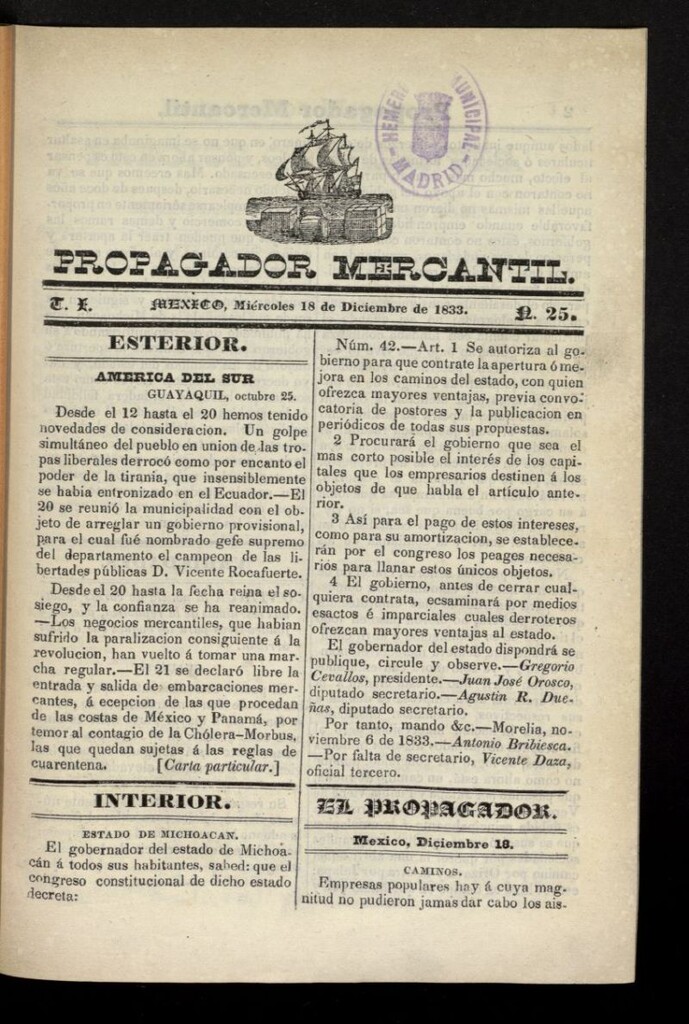 HEMER MUNICIPAL
MADRID
PROPAGADOR MERCANTIL.
T. I. MEXICO, Miércoles 18 de Diciembre de 1833. N. 25.
ESTERIOR.
AMERICA DEL SUR
GUAYAQUIL, octubre 25.
Desde el 12 hasta el 20 hemos tenido
novedades de consideracion. Un golpe
simultáneo del pueblo en union de las tro-
pas liberales derrocó como por encanto el
poder de la tirania, que insensiblemente
se habia entronizado en el Ecuador.—El
20 se reunió la municipalidad con el ob-
jeto de arreglar un gobierno provisional,
para el cual fué nombrado gefe supremo
del departamento el campeon de las li-
bertades públicas D. Vicente Rocafuerte.
Desde el 20 hasta la fecha reina el so-
siego, y la confianza se ha reanimado.
—Los negocios mercantiles, que habian
sufrido la paralizacion consiguiente á la
revolucion, han vuelto á tomar una mar-
cha regular.—El 21 se declaró libre la
entrada y salida de embarcaciones mer-
cantes, á ecepcion de las que procedan
de las costas de México y Panamá, por
temor al contagio de la Chólera-Morbus,
las que quedan sujetas á las reglas de
cuarentena. [Carta particular.]
INTERIOR.
ESTADO DE MICHOACAN.
El gobernador del estado de Michoa-
cán á todos sus habitantes, sabed: que el
congreso constitucional de dicho estado
decreta:
Núm. 42.—Art. 1 Se autoriza al go-
bierno para que contrate la apertura ó me-
jora en los caminos del estado, con quien
ofrezca mayores ventajas, previa convo-
catoria de postores y la publicacion en
periódicos de todas sus propuestas.
2 Procurará el gobierno que sea el
mas corto posible el interés de los capi-
tales que los empresarios destinen á los
objetos de que habla el artículo ante-
rior.
3 Asi para el pago de estos intereses,
como para su amortizacion, se establece-
rán por el congreso los peages necesa-
rios para llanar estos únicos objetos.
4 El gobierno, antes de cerrar cual-
quiera contrata, ecsaminará por medios
esactos é imparciales cuales derroteros
ofrezcan mayores ventajas al estado.
El gobernador del estado dispondrá se
publique, circule y observe.—Gregorio
Cevallos, presidente.—Juan José Orosco,
diputado secretario.—Agustin R. Due-
ñas, diputado secretario.
Por tanto, mando &c.—Morelia, no-
viembre 6 de 1833.—Antonio Bribiesca.
—Por falta de secretario, Vicente Daza,
oficial tercero.
EL PROPAGADOR.
Mexico, Diciembre 18.
CAMINOS.
Empresas populares hay á cuya mag-
nitud no pudieron jamas dar cabo los ais-